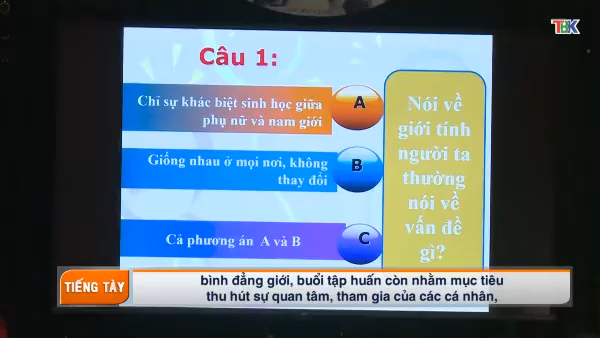 TBK
Câu 1:
Chỉ sự khác biệt sinh học giữa
phụ nữ và nam giới
A
Giống nhau ở mọi nơi, không
thay đổi
B
Cả phương án A và B
C
Nói về
giới tính
người ta
thường
nói về
vấn đề
gì?
TIẾNG TÀY
bình đẳng giới, buổi tập huấn còn nhằm mục tiêu
thu hút sự quan tâm, tham gia của các cá nhân,